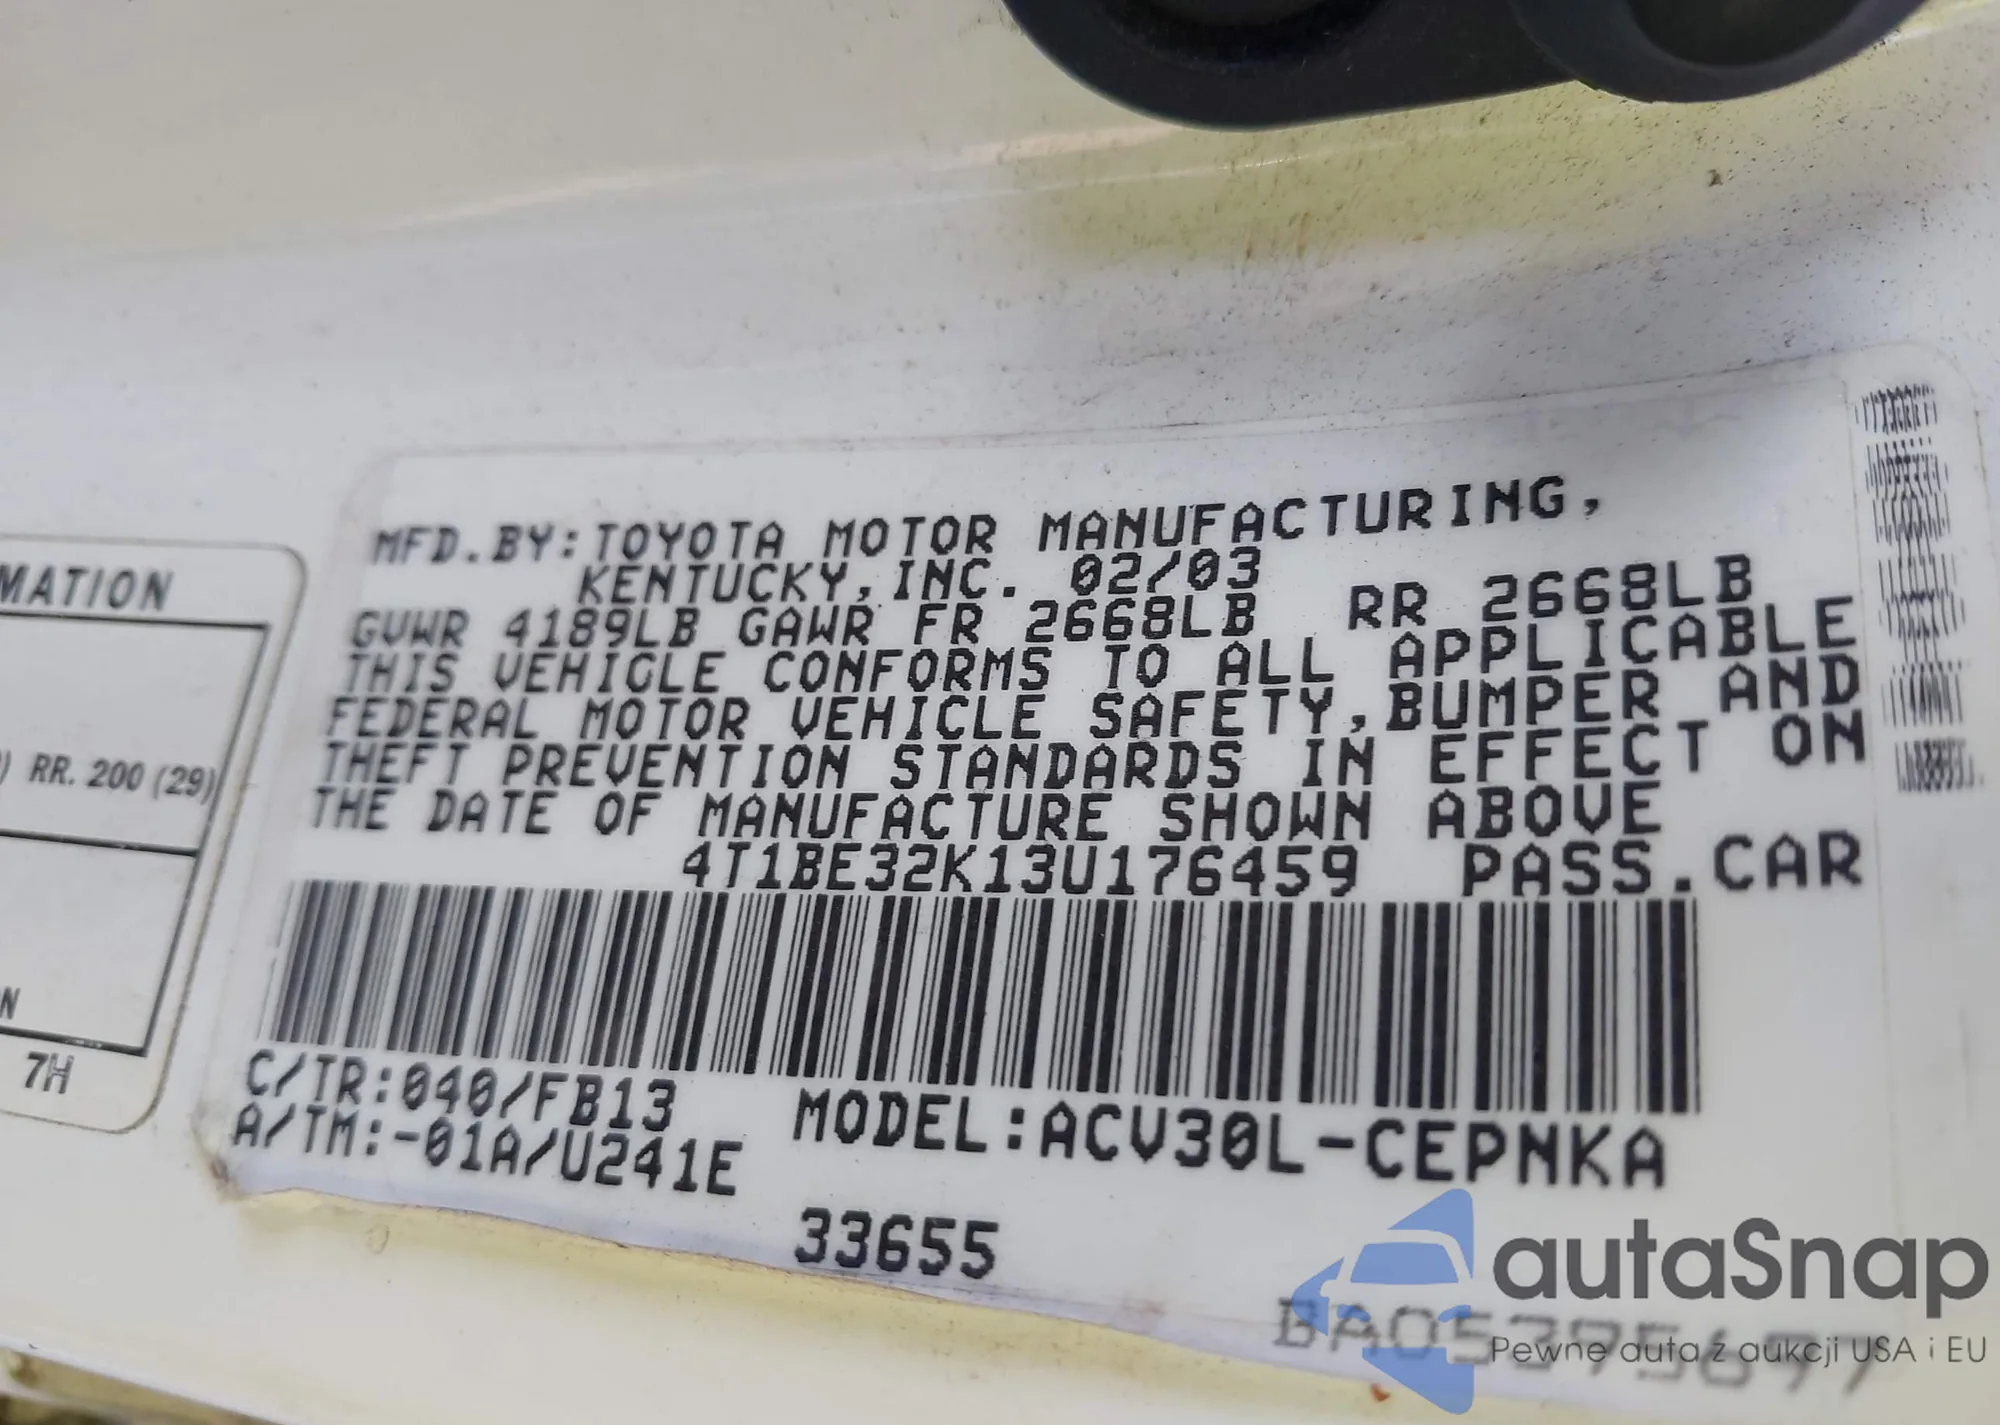 MATION
RR. 200 (29)
7H
MFD.BY:TOYOTA MOTOR MANUFACTURING,
KENTUCKY,INC. 02/03
GVWR 4189LB GAWR FR 2668LB RR 2668LB
THIS VEHICLE CONFORMS TO ALL APPLICABLE
FEDERAL MOTOR VEHICLE SAFETY,BUMPER AND
THEFT PREVENTION STANDARDS IN EFFECT ON
THE DATE OF MANUFACTURE SHOWN ABOVE
4T1BE32K13U176459 PASS.CAR
C/TR:040/FB13
A/TM:-01A/U241E
MODEL:ACV30L-CEPNKA
33655
autaSnap
Pewne auta z aukcji USA i EU